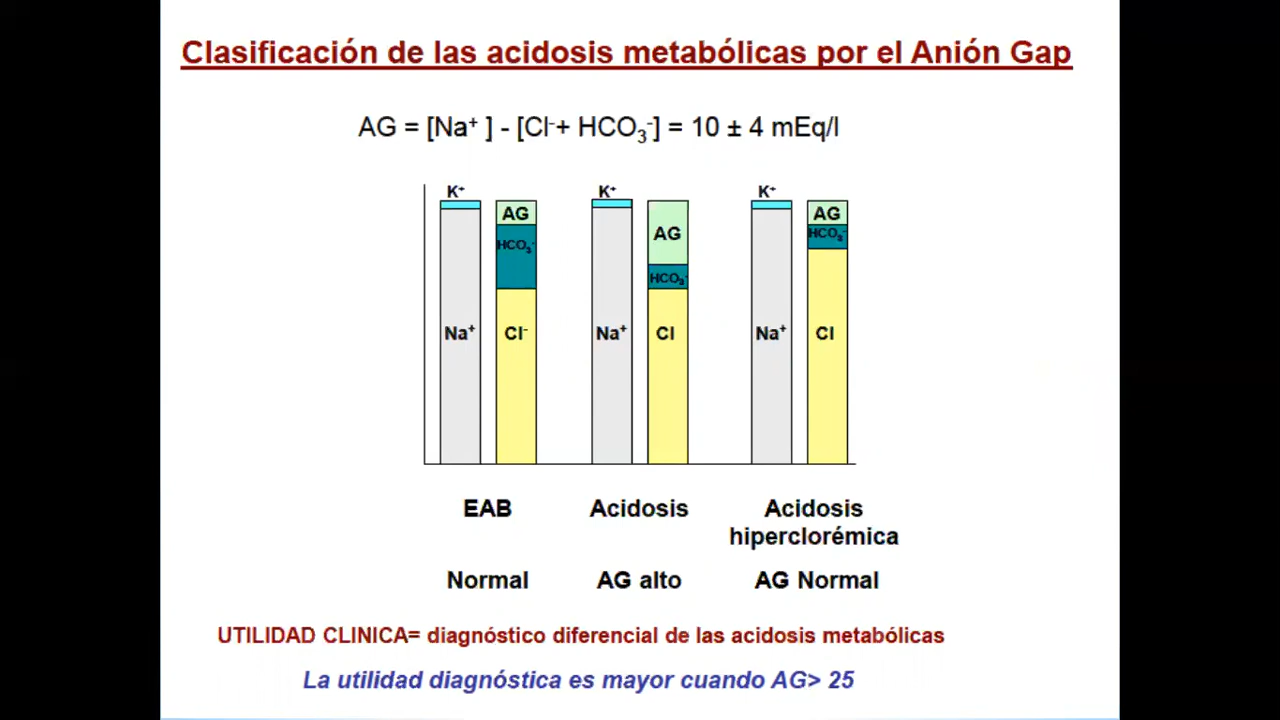 Clasificación de las acidosis metabólicas por el Anión Gap
AG = [Na⁺ ] - [Cl⁻+ HCO₃⁻] = 10 ± 4 mEq/l
K⁺ K⁺ K⁺
AG AG AG
HCO₃⁻ HCO₃⁻ HCO₃⁻
Na⁺ Cl⁻ Na⁺ Cl Na⁺ Cl
EAB Acidosis Acidosis
hiperclorémica
Normal AG alto AG Normal
UTILIDAD CLINICA= diagnóstico diferencial de las acidosis metabólicas
La utilidad diagnóstica es mayor cuando AG> 25